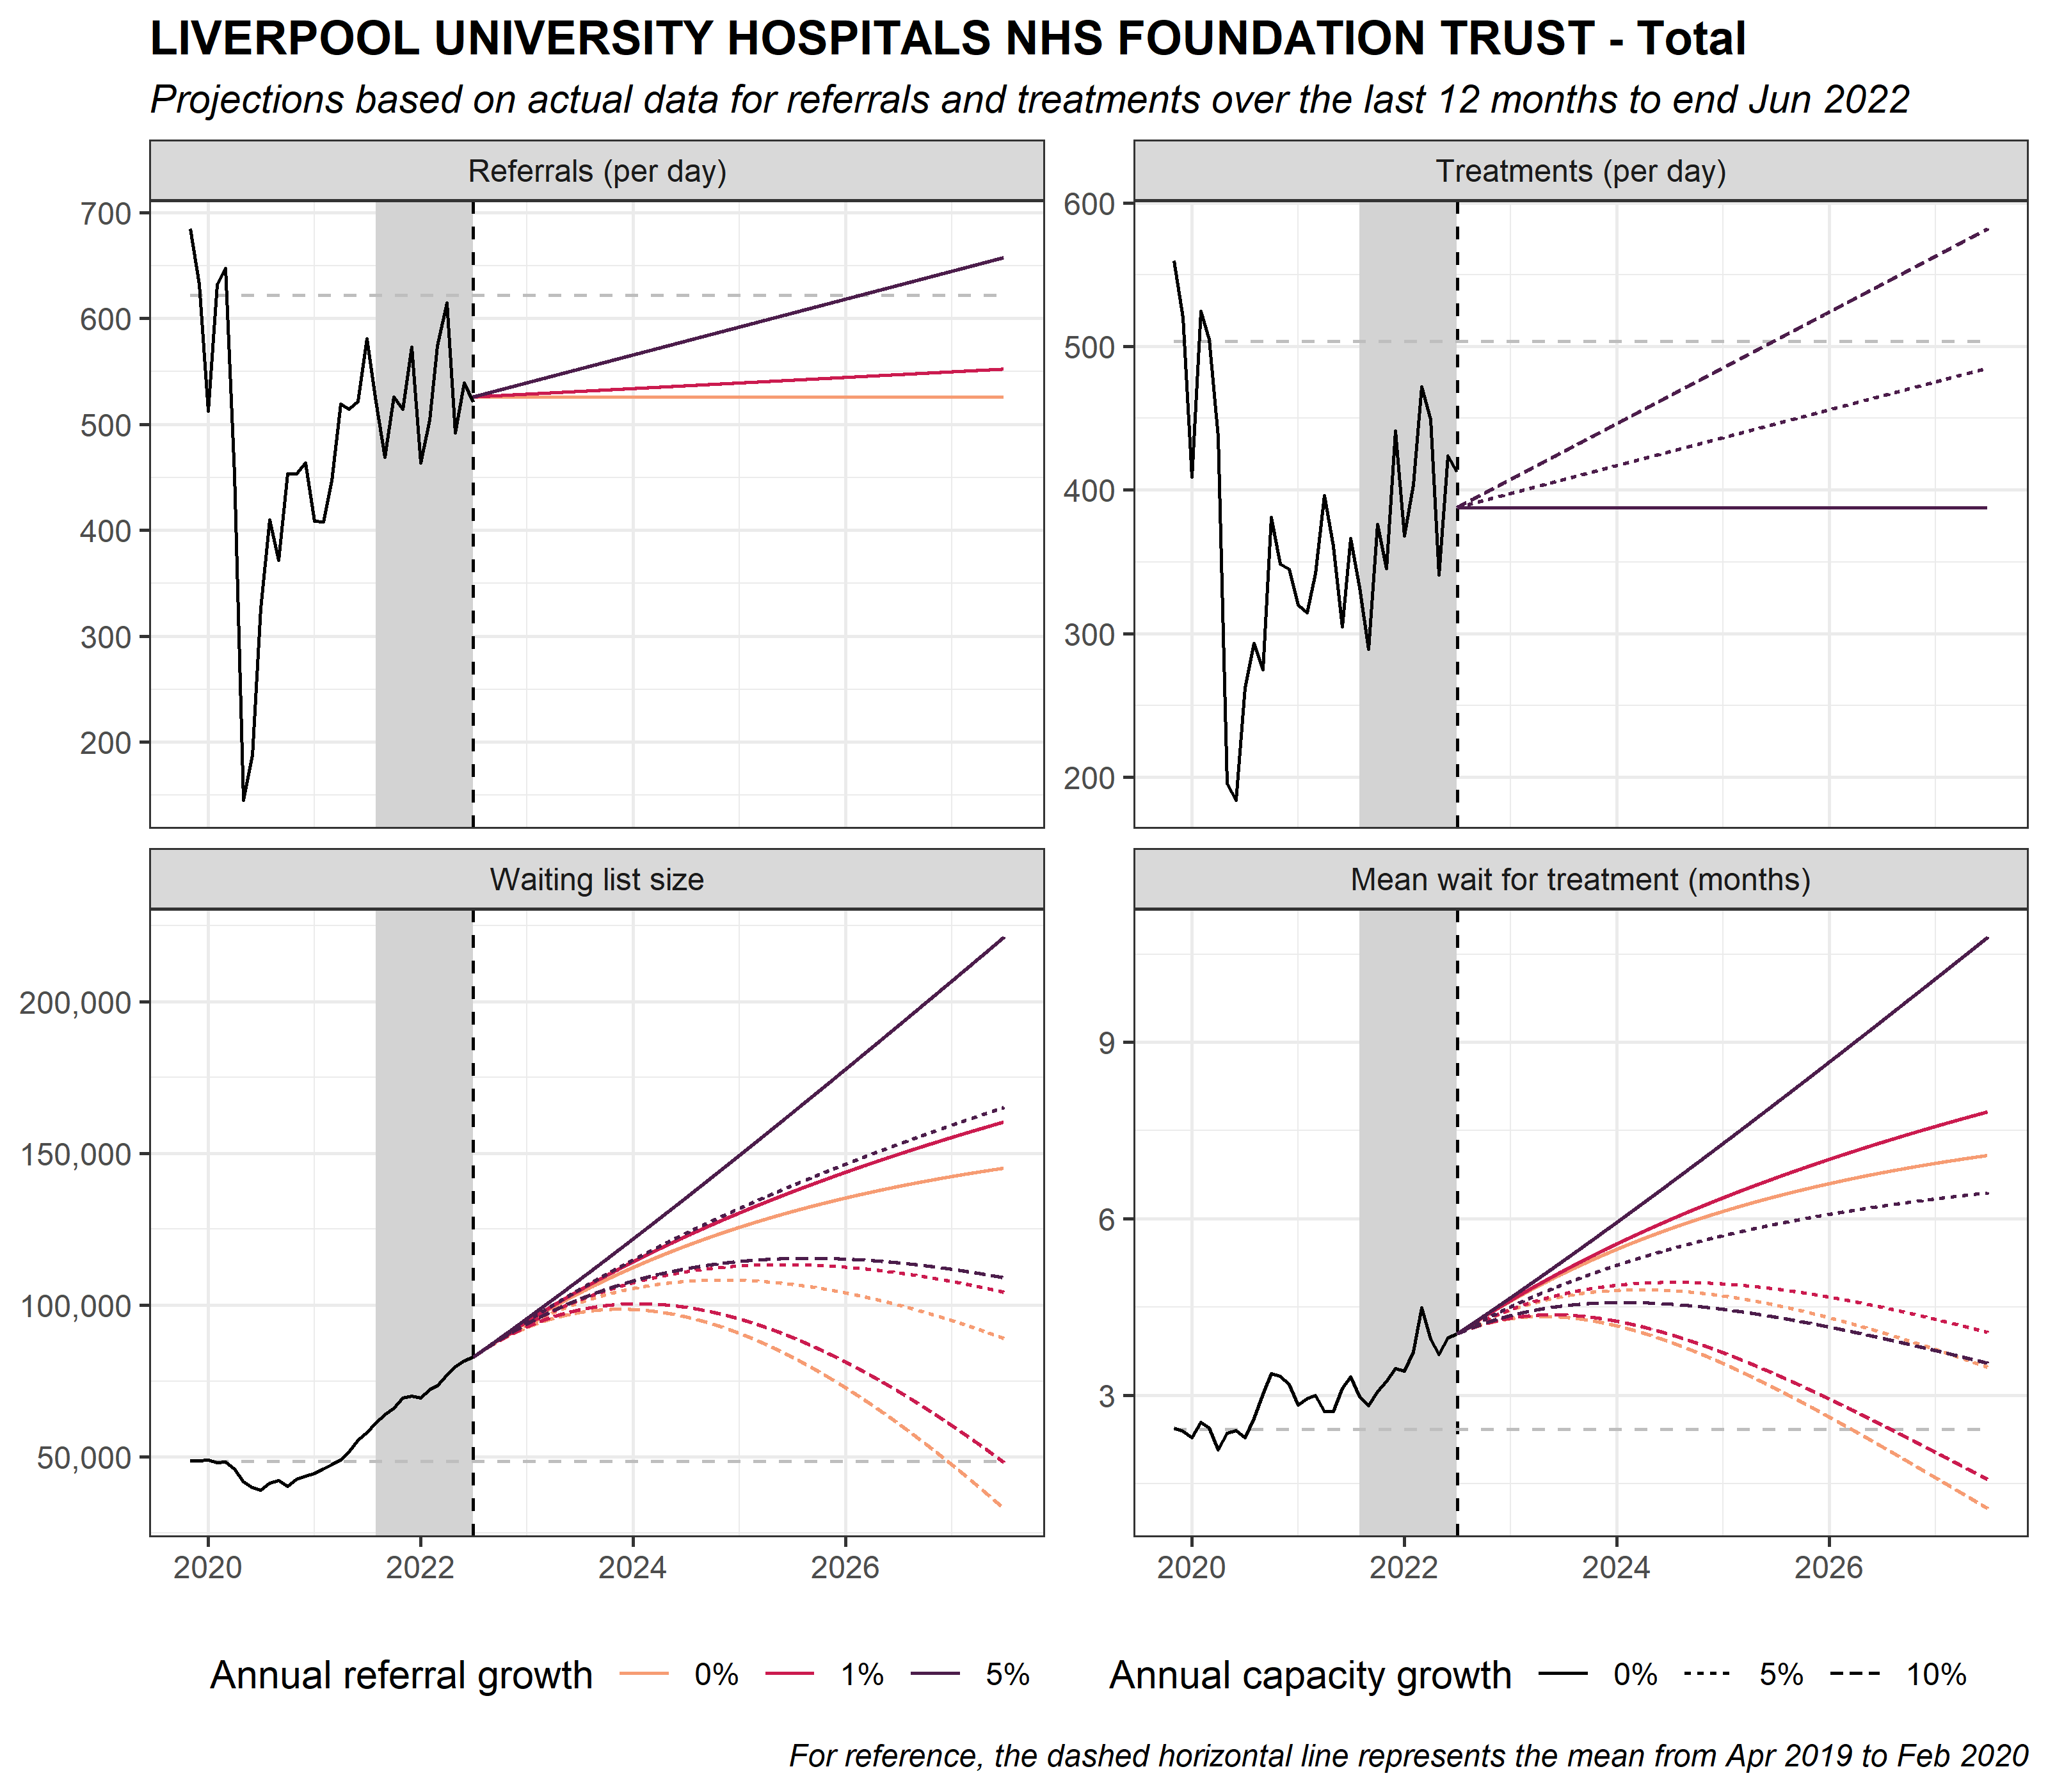 LIVERPOOL UNIVERSITY HOSPITALS NHS FOUNDATION TRUST - Total
Projections based on actual data for referrals and treatments over the last 12 months to end Jun 2022
Referrals (per day)
700
600
500
400
300
200
Treatments (per day)
600
500
400
300
200
Waiting list size
200,000
150,000
100,000
50,000
2020 2022 2024 2026
Mean wait for treatment (months)
9
6
3
2020 2022 2024 2026
Annual referral growth 0% 1% 5%
Annual capacity growth 0% 5% 10%
For reference, the dashed horizontal line represents the mean from Apr 2019 to Feb 2020